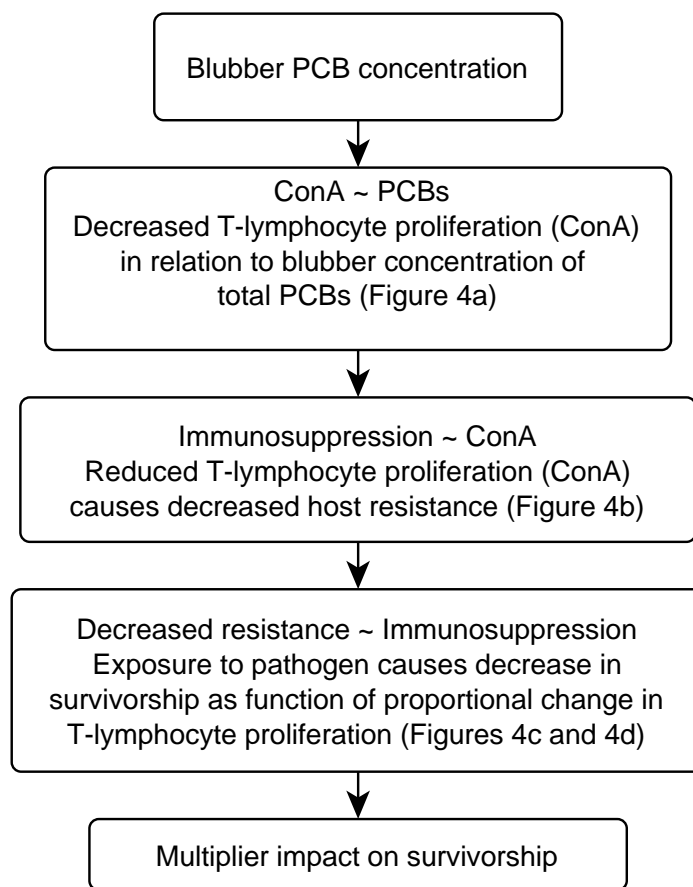 Blubber PCB concentration
ConA ~ PCBs
Decreased T-lymphocyte proliferation (ConA)
in relation to blubber concentration of
total PCBs (Figure 4a)
Immunosuppression ~ ConA
Reduced T-lymphocyte proliferation (ConA)
causes decreased host resistance (Figure 4b)
Decreased resistance ~ Immunosuppression
Exposure to pathogen causes decrease in
survivorship as function of proportional change in
T-lymphocyte proliferation (Figures 4c and 4d)
Multiplier impact on survivorship